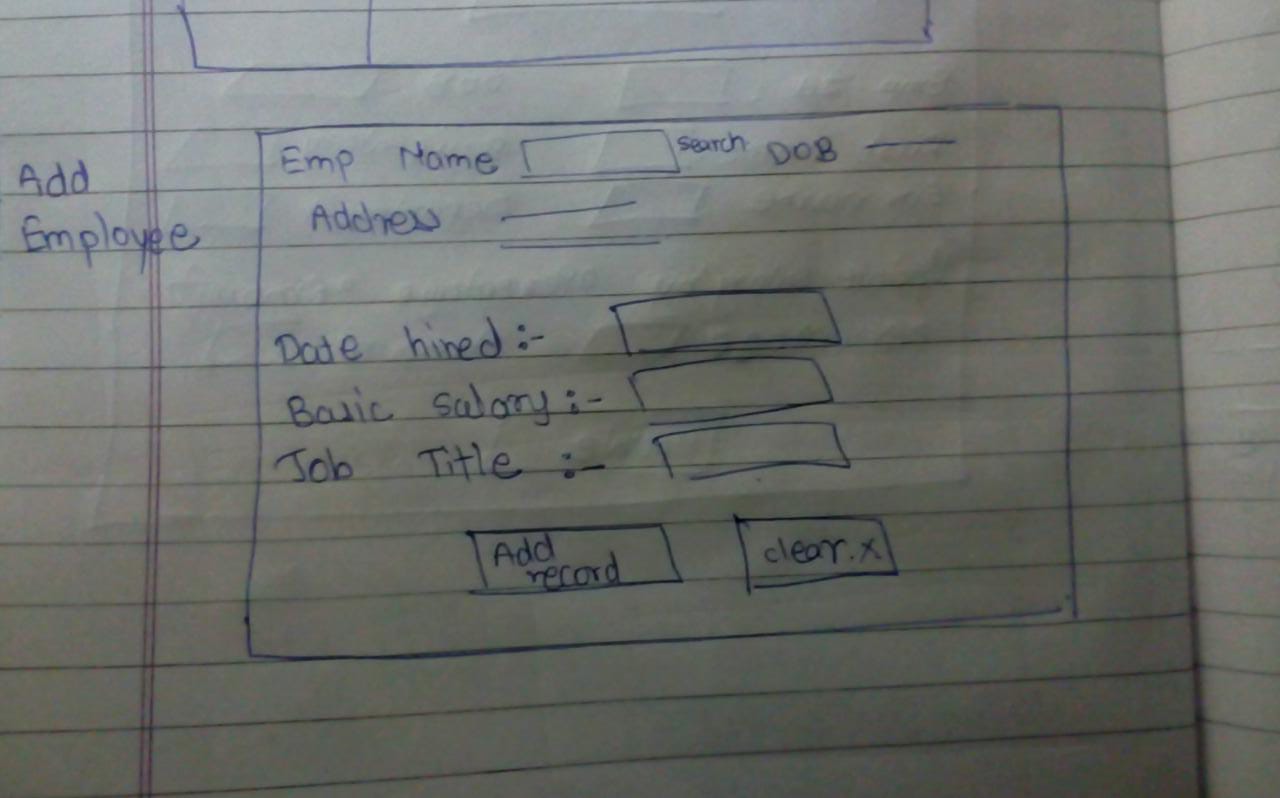 Add
Employee
Emp Name search DOB
Address
Date hired :-
Basic salary :-
Job Title :-
Add
record
clear.x